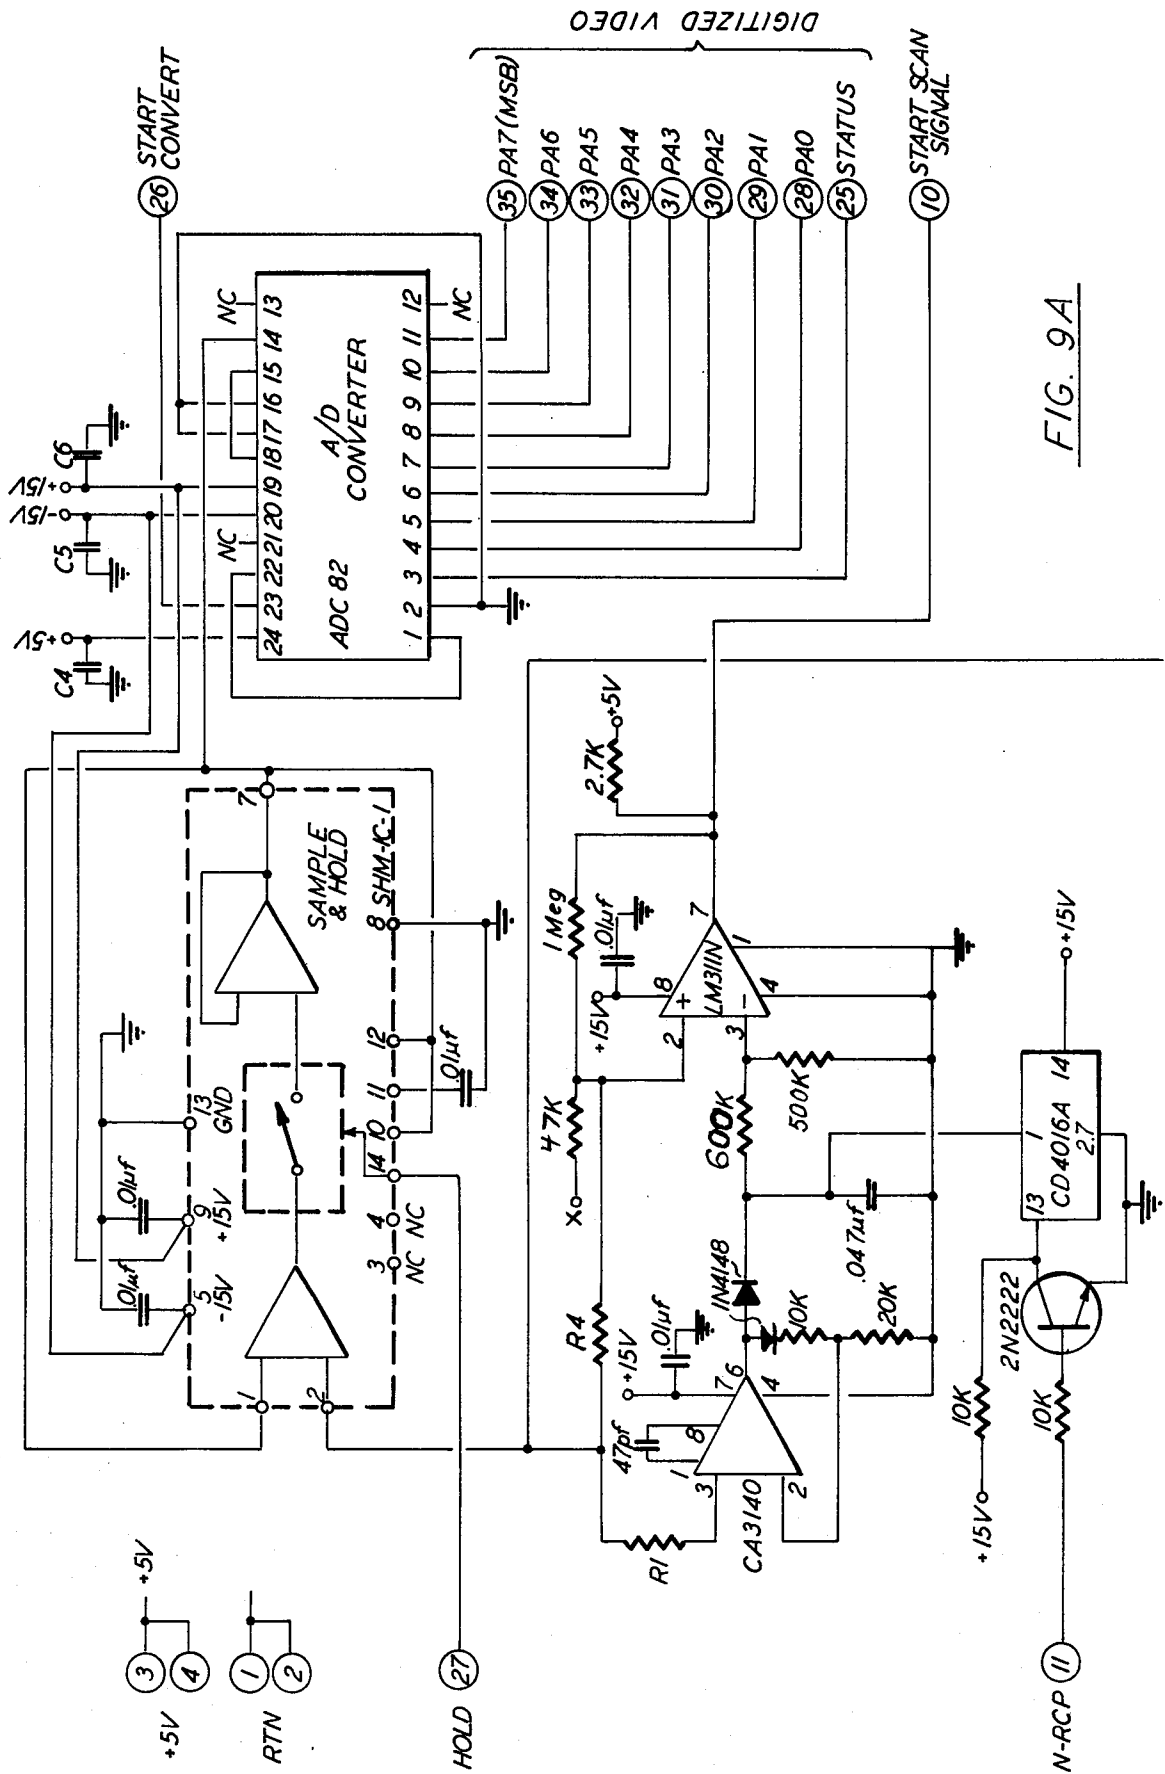 +5V
3
4
+5V
RTN
1
2
HOLD
27
5
-15V
.01µf
9
+15V
.01µf
13
GND
1
2
3
NC
4
NC
14
10
11
12
.01µf
8
SHM-IC-1
SAMPLE
& HOLD
7
C4
+5V
C5
-15V
+15V
C6
26
START
CONVERT
NC
NC
24 23 22 21 20 19 18 17 16 15 14 13
ADC 82
A/D
CONVERTER
1 2 3 4 5 6 7 8 9 10 11 12
NC
35 PA7 (MSB)
34 PA6
33 PA5
32 PA4
31 PA3
30 PA2
29 PA1
28 PA0
25 STATUS
DIGITIZED VIDEO
10
START SCAN
SIGNAL
R1
R4
47pf
1
8
3
2
CA3140
+15V
.01µf
7
6
4
1N4148
10K
20K
.047µf
600K
500K
X
47K
1Meg
+15V
.01µf
8
2
+
3
-
LM311N
4
1
7
2.7K
+5V
N-RCP 11
10K
+15V
10K
2N2222
13
1
CD4016A
2.7
14
+15V
FIG. 9A